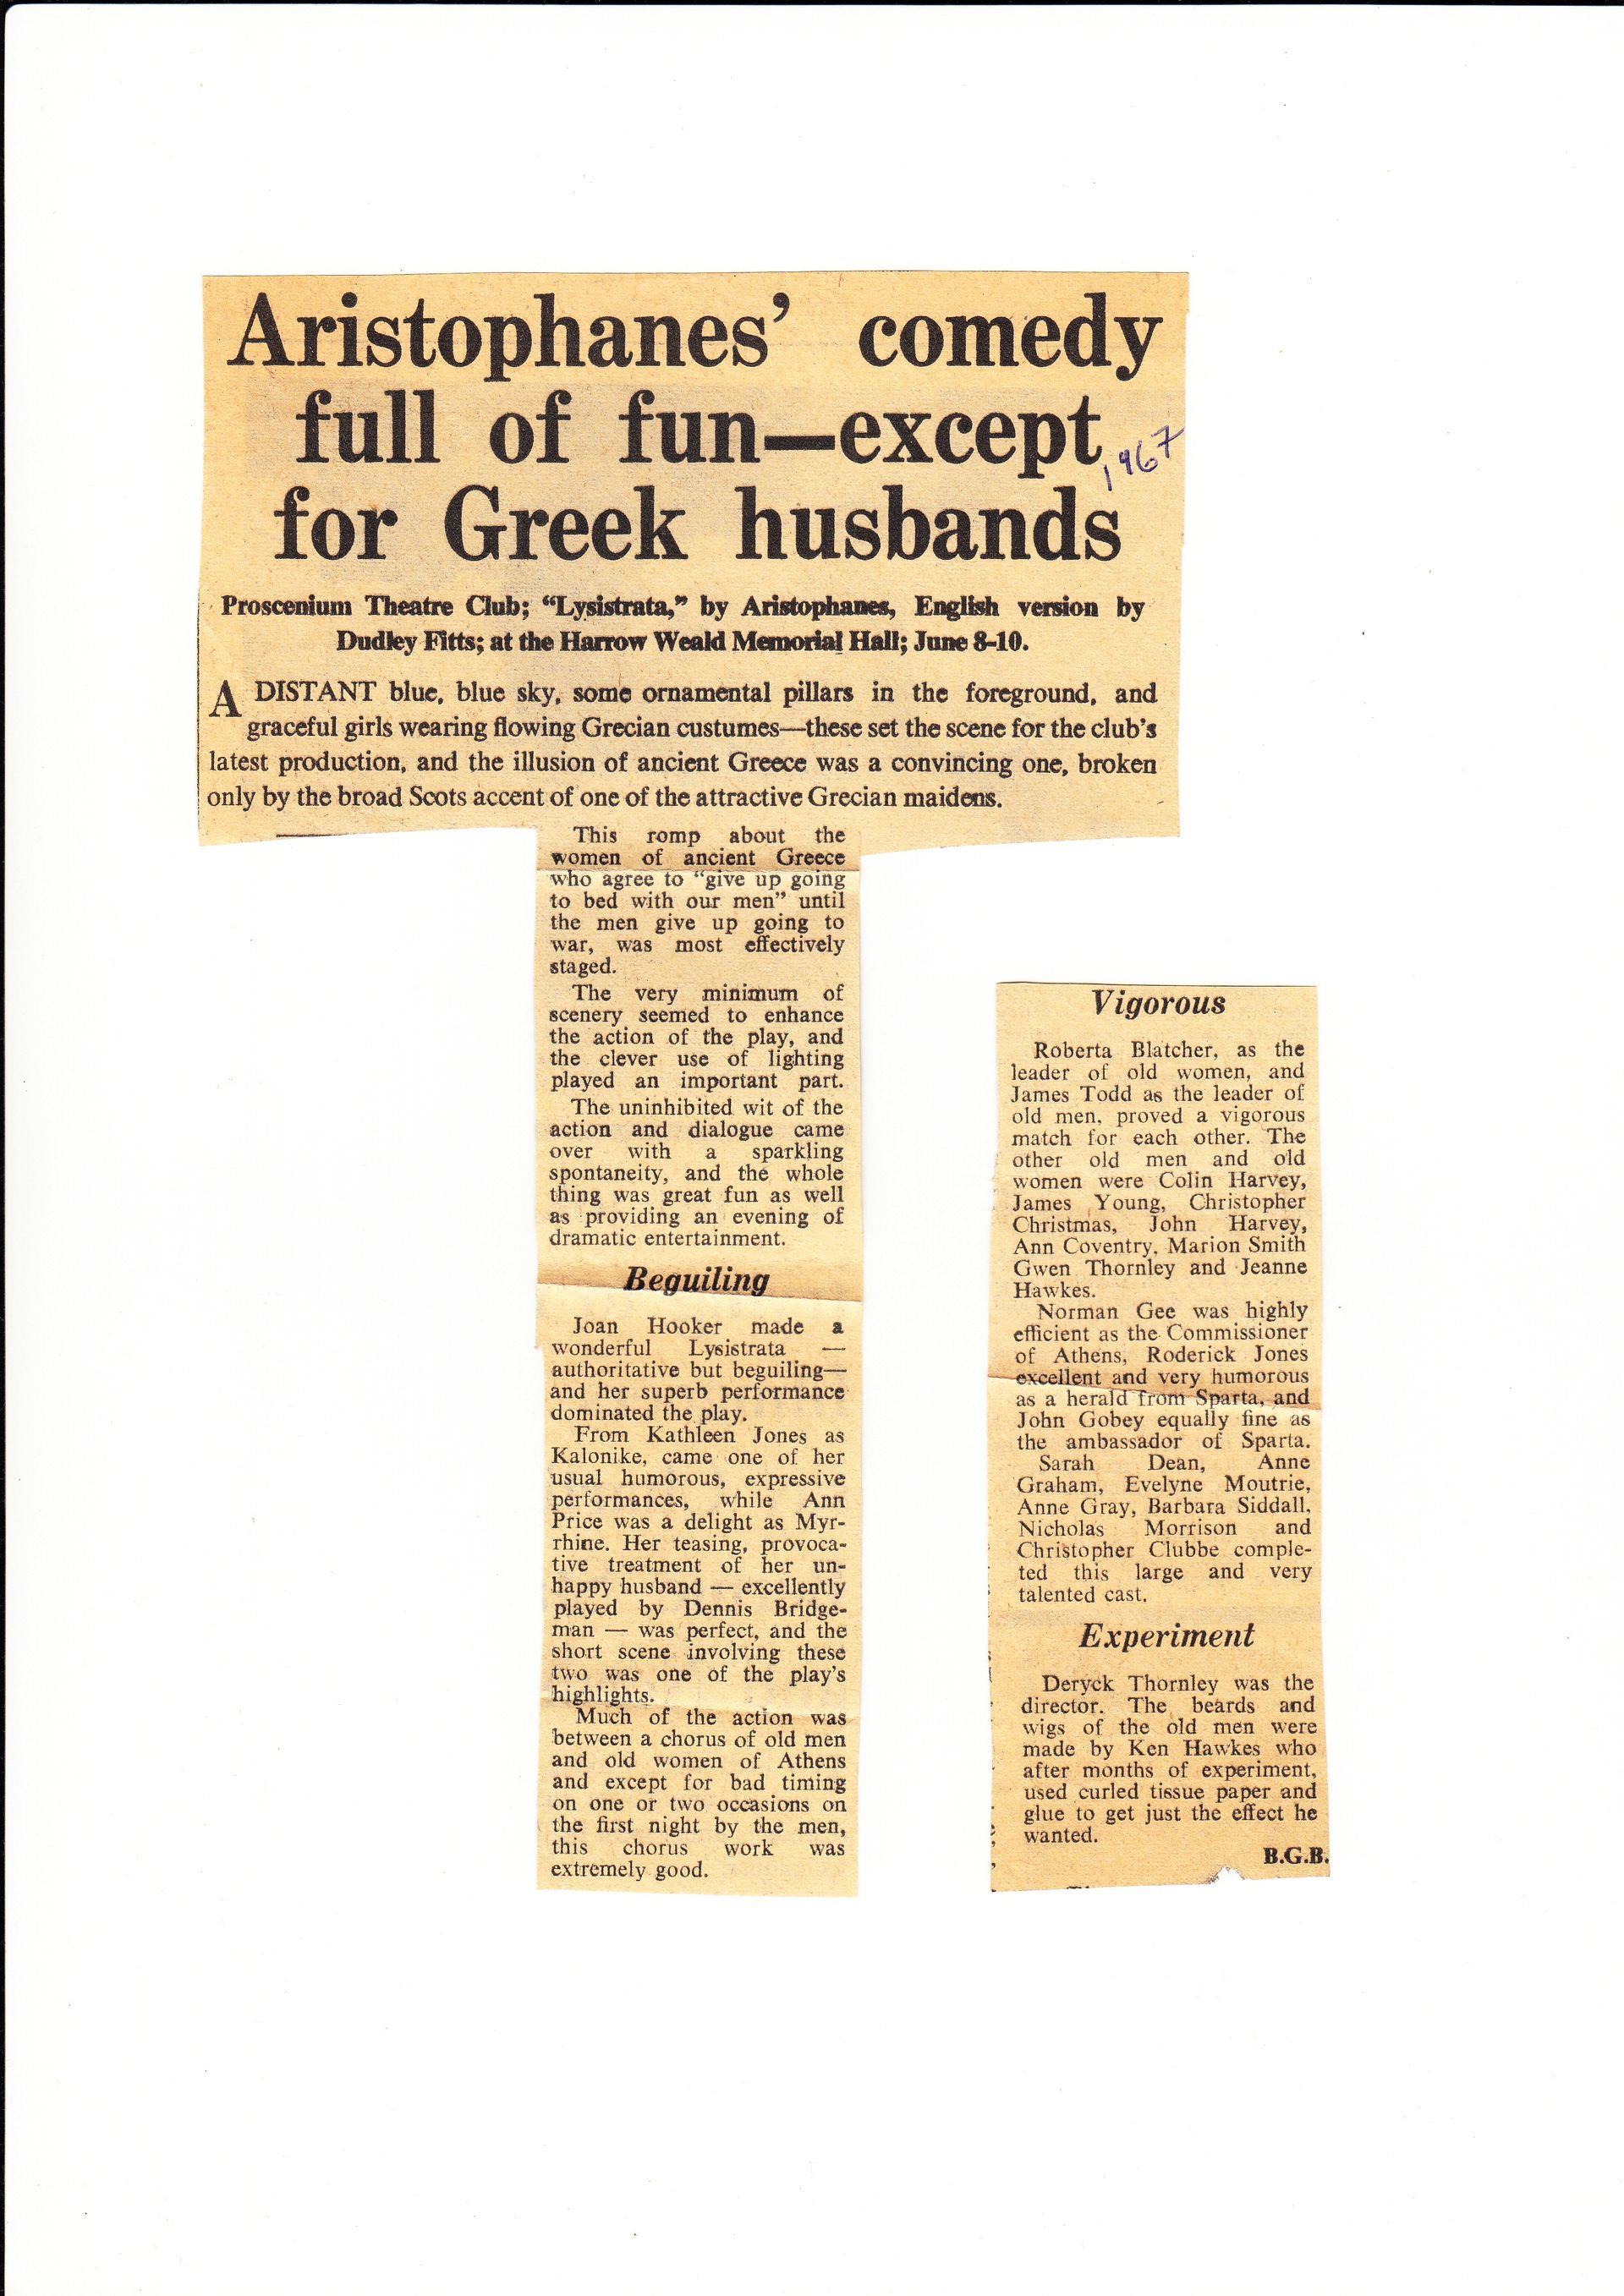 Aristophanes’ comedy
full of fun—except
1967
for Greek husbands
Proscenium Theatre Club; “Lysistrata,” by Aristophanes, English version by
Dudley Fitts; at the Harrow Weald Memorial Hall; June 8-10.
A DISTANT blue, blue sky, some ornamental pillars in the foreground, and
graceful girls wearing flowing Grecian custumes—these set the scene for the club’s
latest production, and the illusion of ancient Greece was a convincing one, broken
only by the broad Scots accent of one of the attractive Grecian maidens.
This romp about the
women of ancient Greece
who agree to “give up going
to bed with our men” until
the men give up going to
war, was most effectively
staged.
The very minimum of
scenery seemed to enhance
the action of the play, and
the clever use of lighting
played an important part.
The uninhibited wit of the
action and dialogue came
over with a sparkling
spontaneity, and the whole
thing was great fun as well
as providing an evening of
dramatic entertainment.
Beguiling
Joan Hooker made a
wonderful Lysistrata —
authoritative but beguiling—
and her superb performance
dominated the play.
From Kathleen Jones as
Kalonike, came one of her
usual humorous, expressive
performances, while Ann
Price was a delight as Myr-
rhine. Her teasing, provoca-
tive treatment of her un-
happy husband — excellently
played by Dennis Bridge-
man — was perfect, and the
short scene involving these
two was one of the play’s
highlights.
Much of the action was
between a chorus of old men
and old women of Athens
and except for bad timing
on one or two occasions on
the first night by the men,
this chorus work was
extremely good.
Vigorous
Roberta Blatcher, as the
leader of old women, and
James Todd as the leader of
old men, proved a vigorous
match for each other. The
other old men and old
women were Colin Harvey,
James Young, Christopher
Christmas, John Harvey,
Ann Coventry, Marion Smith
Gwen Thornley and Jeanne
Hawkes.
Norman Gee was highly
efficient as the Commissioner
of Athens, Roderick Jones
excellent and very humorous
as a herald from Sparta, and
John Gobey equally fine as
the ambassador of Sparta.
Sarah Dean, Anne
Graham, Evelyne Moutrie,
Anne Gray, Barbara Siddall,
Nicholas Morrison and
Christopher Clubbe comple-
ted this large and very
talented cast.
Experiment
Deryck Thornley was the
director. The beards and
wigs of the old men were
made by Ken Hawkes who
after months of experiment,
used curled tissue paper and
glue to get just the effect he
wanted.
B.G.B.